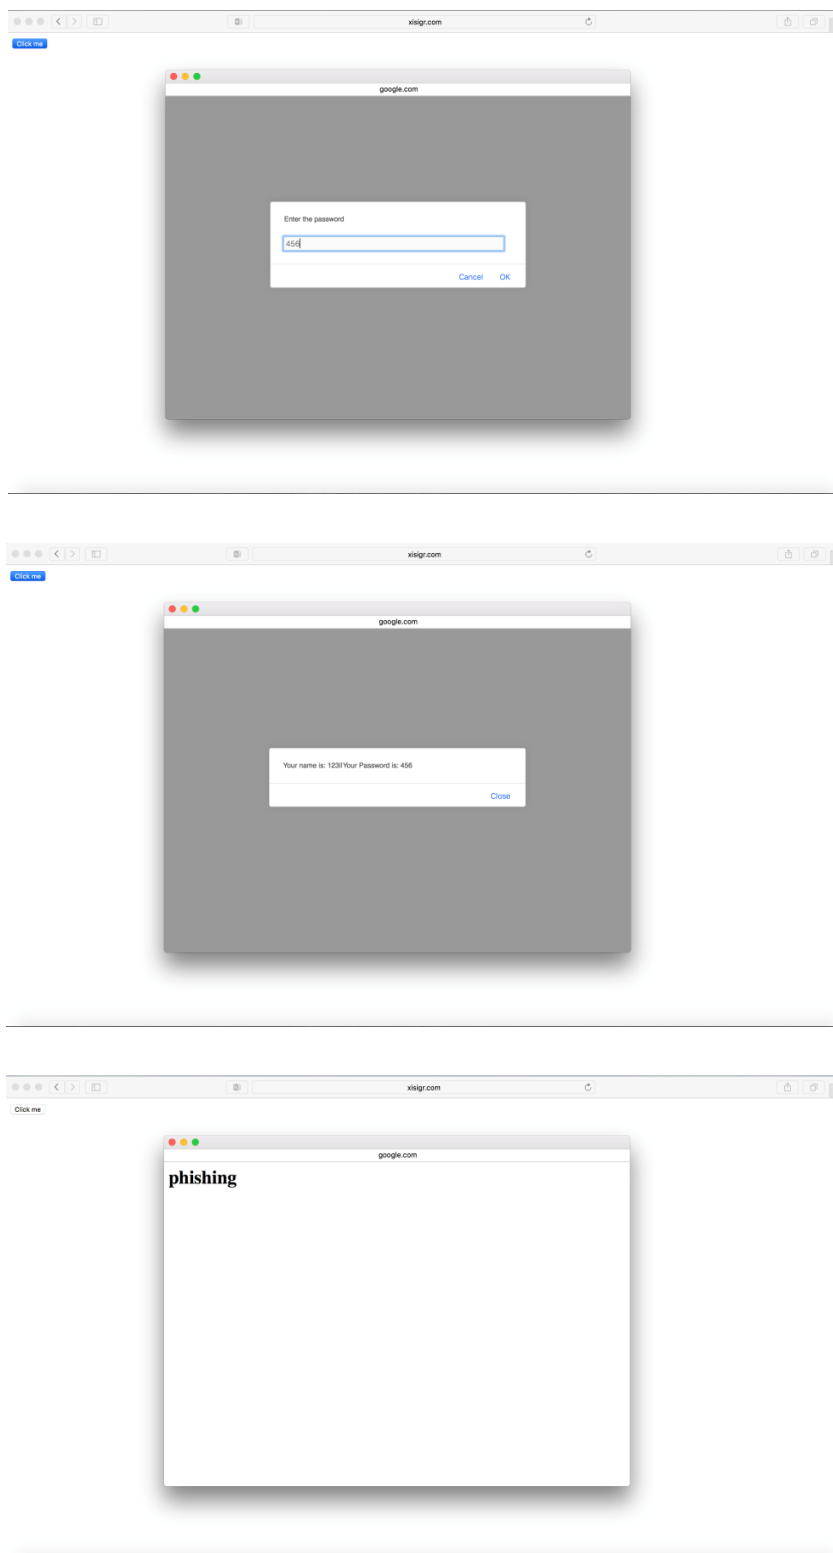 xisigr.com
Click me
google.com
Enter the password
456
Cancel OK
xisigr.com
Click me
google.com
Your name is: 123||Your Password is: 456
Close
xisigr.com
Click me
google.com
phishing